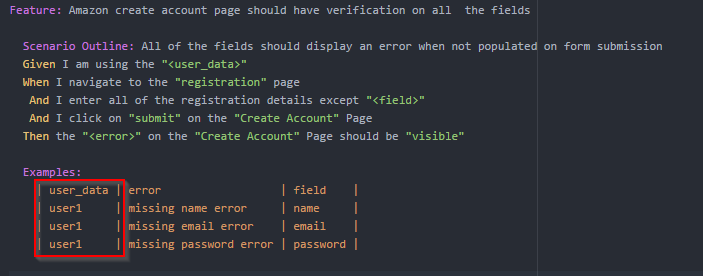 Feature: Amazon create account page should have verification on all  the fields
Scenario Outline: All of the fields should display an error when not populated on form submission
Given I am using the "<user_data>"
When I navigate to the "registration" page
And I enter all of the registration details except "<field>"
And I click on "submit" on the "Create Account" Page
Then the "<error>" on the "Create Account" Page should be "visible"
Examples:
| user_data | error                  | field    |
| user1     | missing name error     | name     |
| user1     | missing email error    | email    |
| user1     | missing password error | password |